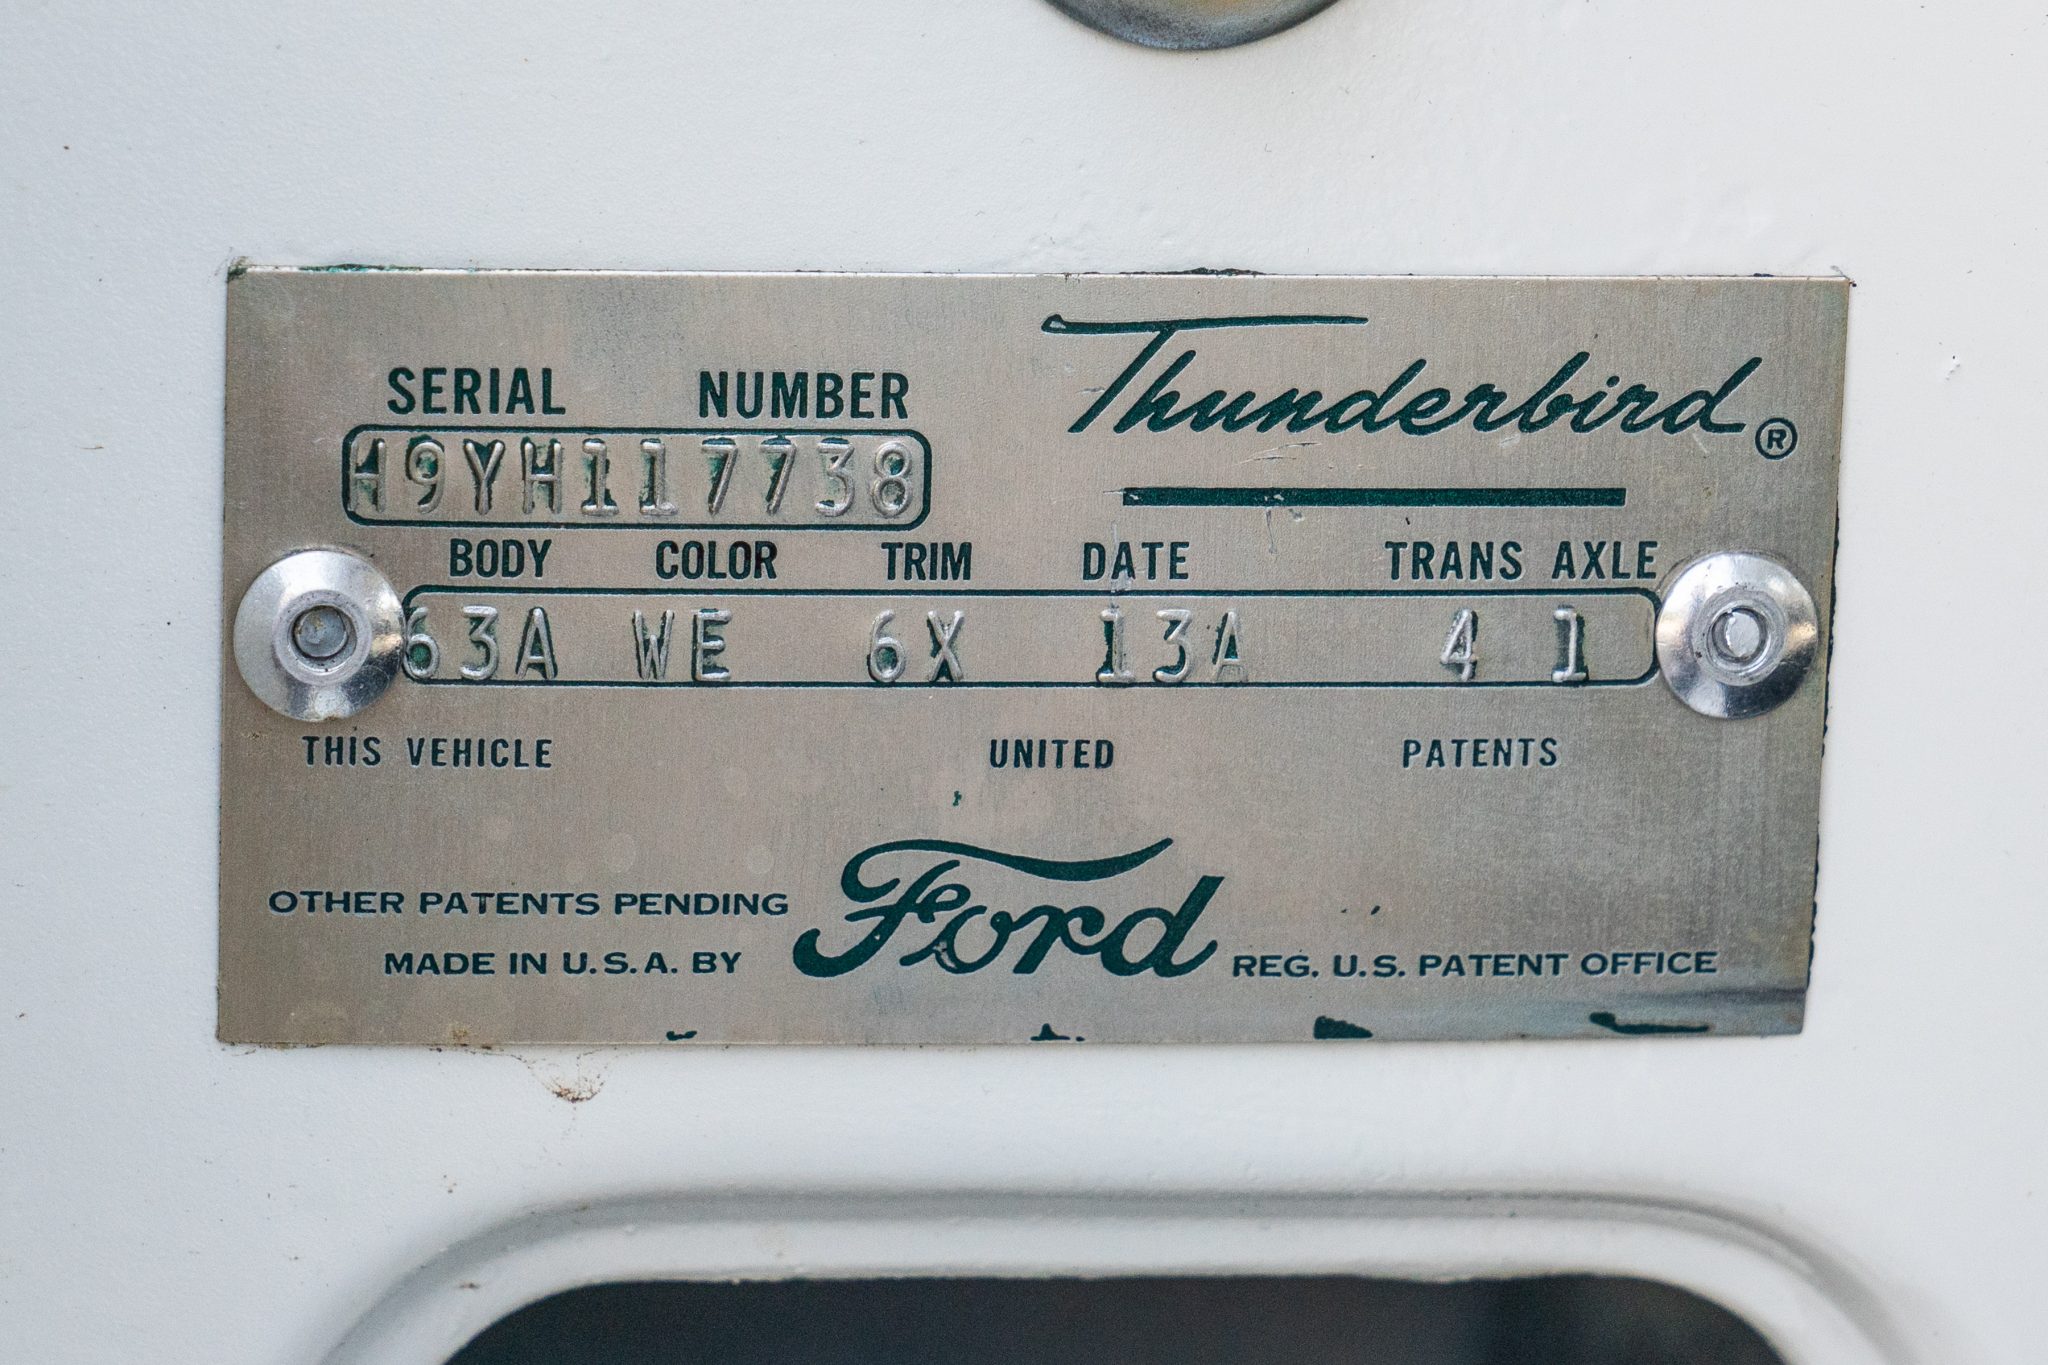 Thunderbird®
SERIAL NUMBER
H9YH117738
BODY COLOR TRIM DATE TRANS AXLE
63A WE 6X 13A 4 1
THIS VEHICLE UNITED PATENTS
OTHER PATENTS PENDING
MADE IN U.S.A. BY Ford REG. U.S. PATENT OFFICE